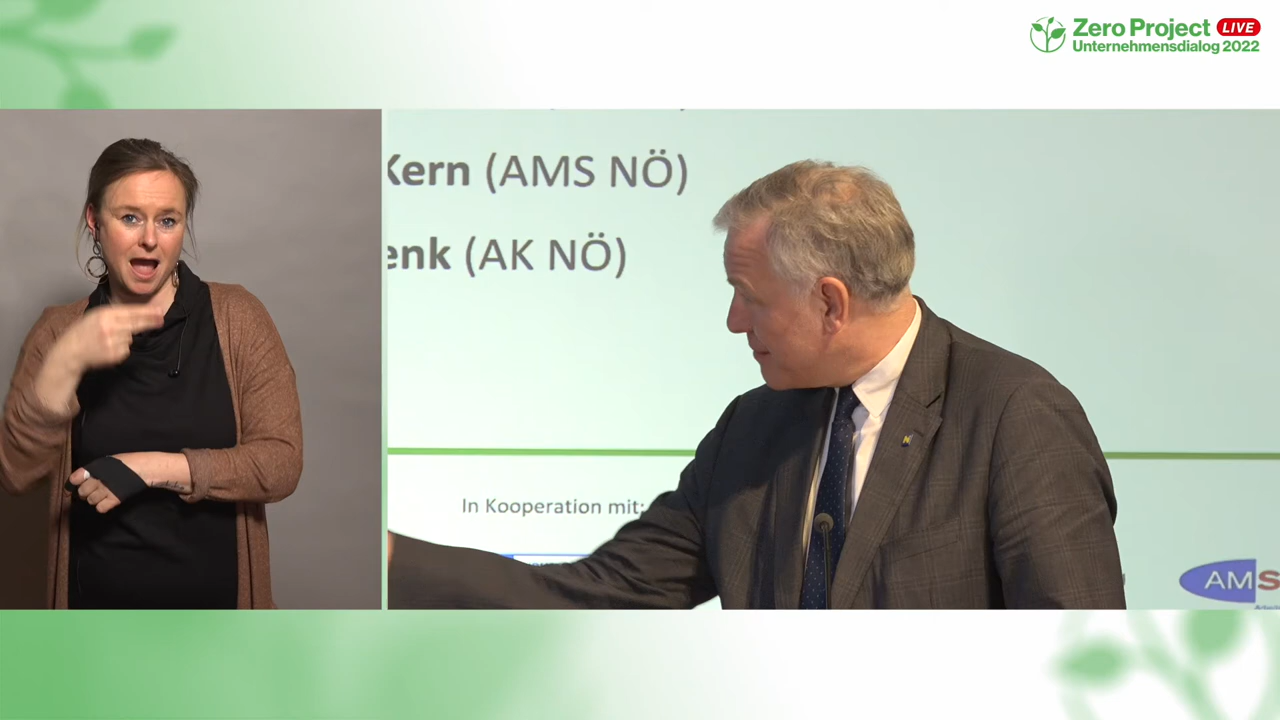 Zero Project LIVE
Unternehmensdialog 2022
Kern (AMS NÖ)
enk (AK NÖ)
In Kooperation mit:
AMS